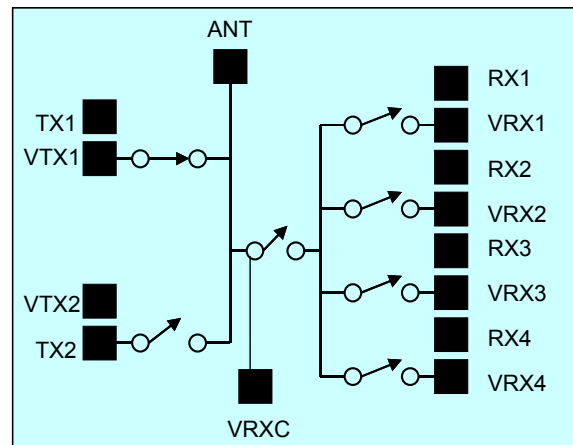 ANT
TX1
VTX1
VTX2
TX2
VRXC
RX1
VRX1
RX2
VRX2
RX3
VRX3
RX4
VRX4